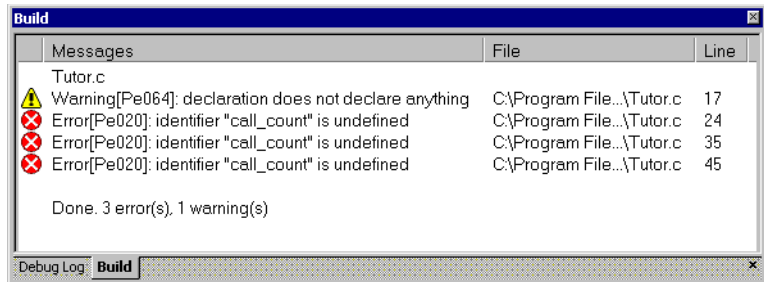 Build
Messages File Line
Tutor.c
Warning[Pe064]: declaration does not declare anything C:\Program File...\Tutor.c 17
Error[Pe020]: identifier "call_count" is undefined C:\Program File...\Tutor.c 24
Error[Pe020]: identifier "call_count" is undefined C:\Program File...\Tutor.c 35
Error[Pe020]: identifier "call_count" is undefined C:\Program File...\Tutor.c 45
Done. 3 error(s), 1 warning(s)
Debug Log Build